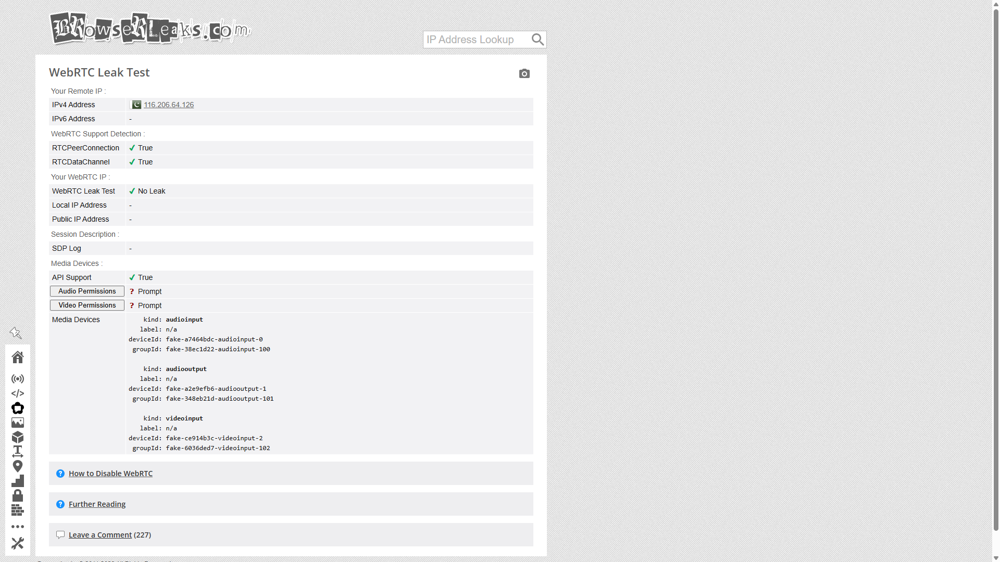 BRowseRLeaks.com
IP Address Lookup
WebRTC Leak Test
Your Remote IP :
IPv4 Address 116.206.64.126
IPv6 Address -
WebRTC Support Detection :
RTCPeerConnection ✔ True
RTCDataChannel ✔ True
Your WebRTC IP :
WebRTC Leak Test ✔ No Leak
Local IP Address -
Public IP Address -
Session Description :
SDP Log -
Media Devices :
API Support ✔ True
Audio Permissions ? Prompt
Video Permissions ? Prompt
Media Devices kind: audioinput
label: n/a
deviceId: fake-a7464bdc-audioinput-0
groupId: fake-38ec1d22-audioinput-100
kind: audiooutput
label: n/a
deviceId: fake-a2e9efb6-audiooutput-1
groupId: fake-348eb21d-audiooutput-101
kind: videoinput
label: n/a
deviceId: fake-ce914b3c-videoinput-2
groupId: fake-6036ded7-videoinput-102
? How to Disable WebRTC
? Further Reading
Leave a Comment (227)